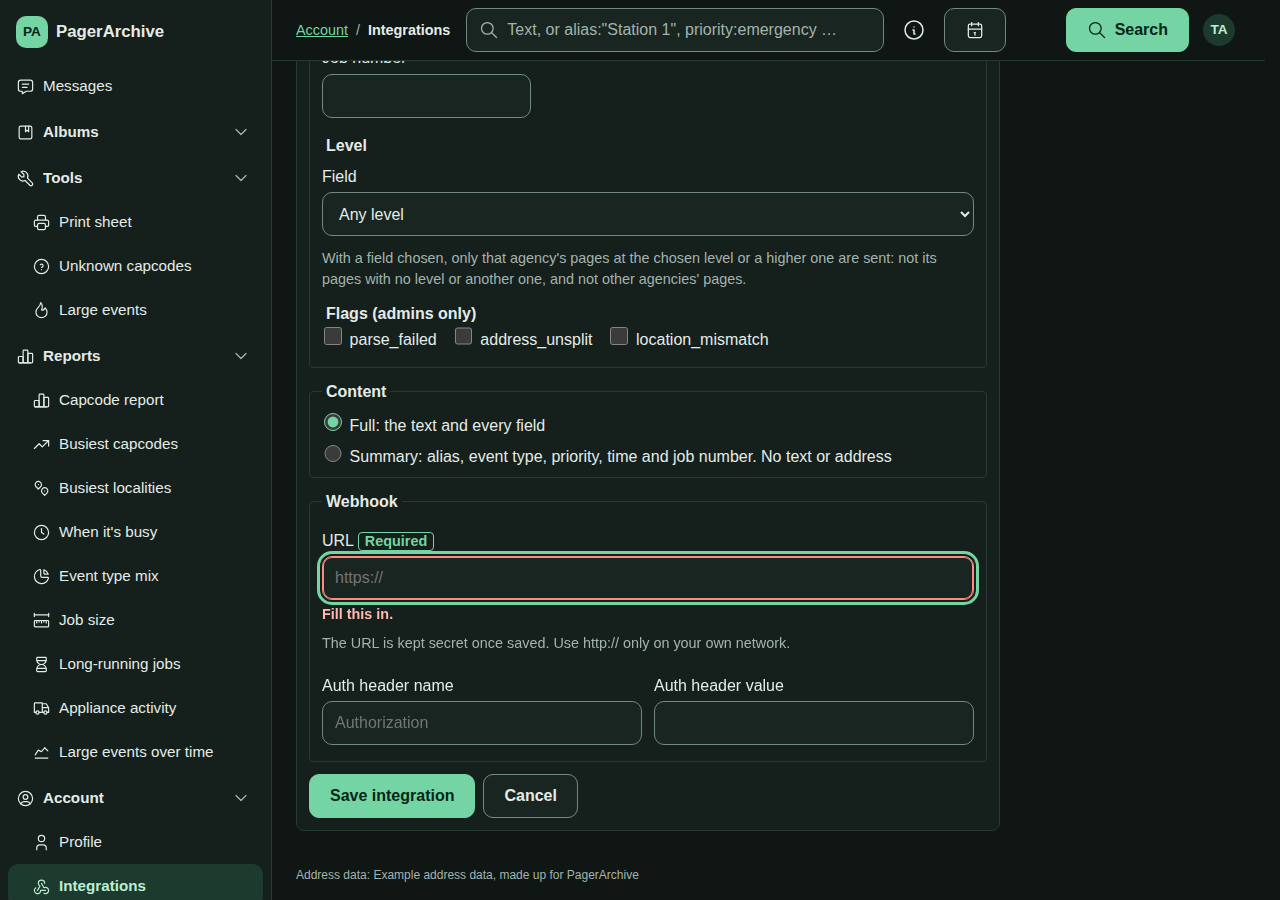 PA PagerArchive
Messages
Albums
Tools
Print sheet
Unknown capcodes
Large events
Reports
Capcode report
Busiest capcodes
Busiest localities
When it's busy
Event type mix
Job size
Long-running jobs
Appliance activity
Large events over time
Account
Profile
Integrations
Account / Integrations
Text, or alias:"Station 1", priority:emergency …
Search
TA
Job number
Level
Field
Any level
With a field chosen, only that agency's pages at the chosen level or a higher one are sent: not its
pages with no level or another one, and not other agencies' pages.
Flags (admins only)
parse_failed address_unsplit location_mismatch
Content
Full: the text and every field
Summary: alias, event type, priority, time and job number. No text or address
Webhook
URL Required
https://
Fill this in.
The URL is kept secret once saved. Use http:// only on your own network.
Auth header name Auth header value
Authorization
Save integration Cancel
Address data: Example address data, made up for PagerArchive